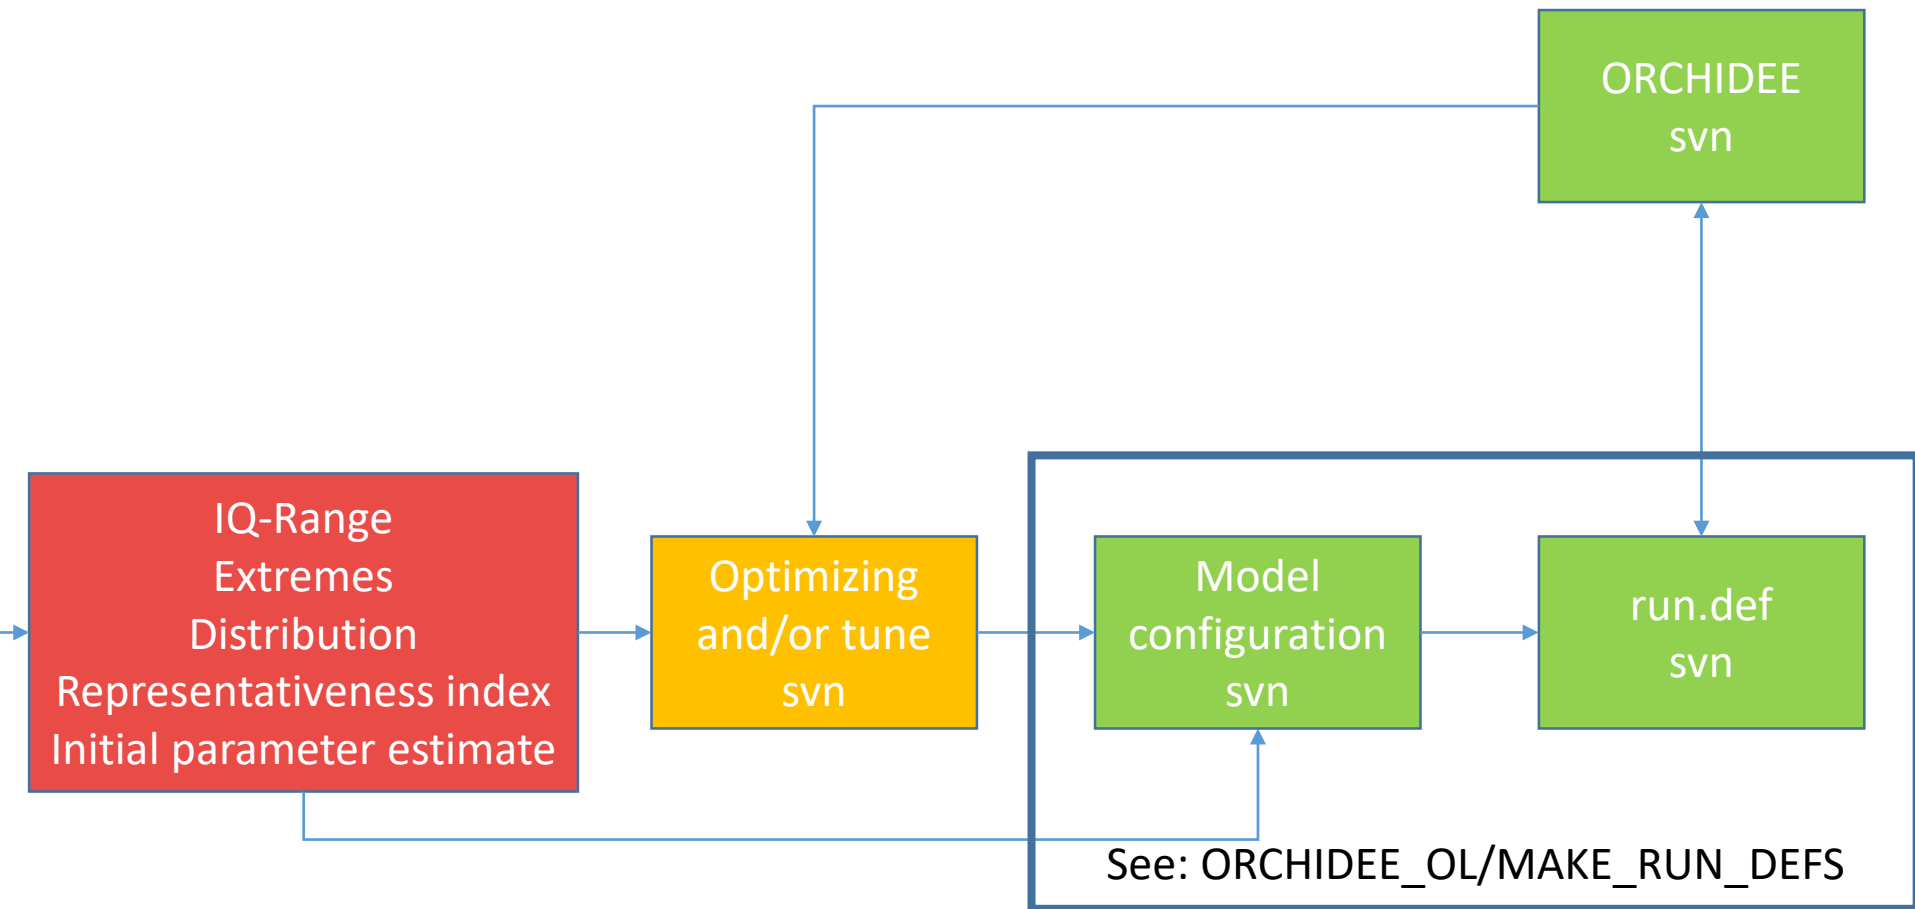 ORCHIDEE
svn
IQ-Range
Extremes
Distribution
Representativeness index
Initial parameter estimate
Optimizing
and/or tune
svn
Model
configuration
svn
run.def
svn
See: ORCHIDEE_OL/MAKE_RUN_DEFS